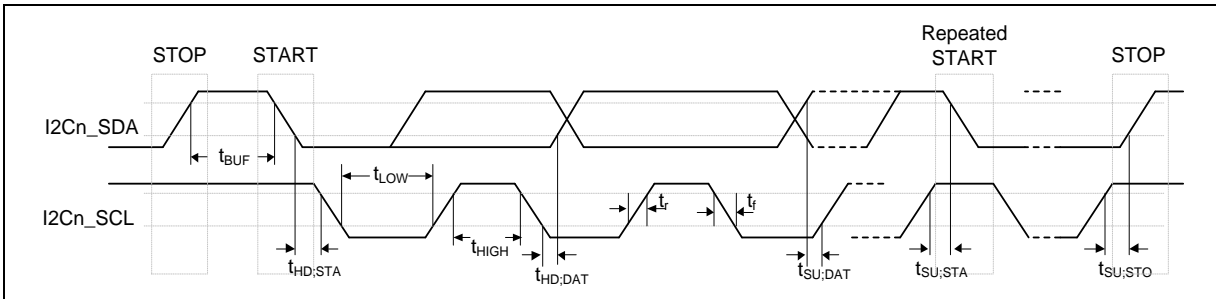 STOP
START
Repeated
START
STOP
I2Cn_SDA
tBUF
tLOW
I2Cn_SCL
tr
tf
tHD;STA
tHIGH
tHD;DAT
tSU;DAT
tSU;STA
tSU;STO